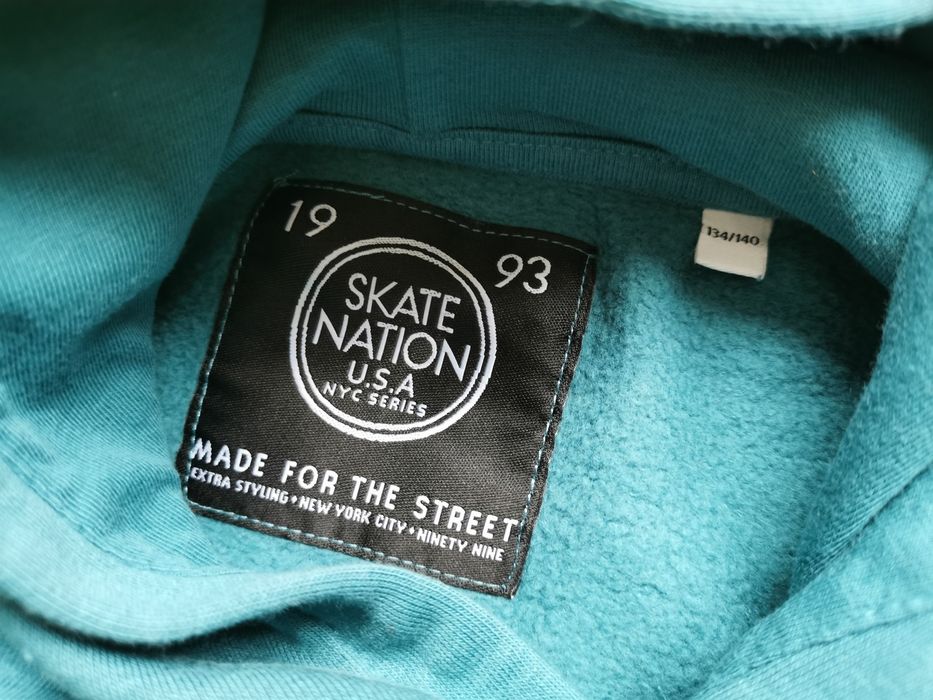 19 93
SKATE
NATION
U.S.A
NYC SERIES
MADE FOR THE STREET
EXTRA STYLING • NEW YORK CITY • NINETY NINE
134/140